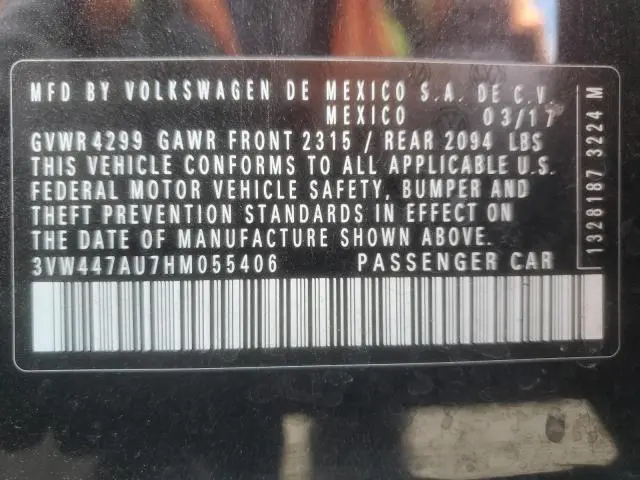 MFD BY VOLKSWAGEN DE MEXICO S.A. DE C.V.
MEXICO 03/17
GVWR 4299 GAWR FRONT 2315 / REAR 2094 LBS
THIS VEHICLE CONFORMS TO ALL APPLICABLE U.S.
FEDERAL MOTOR VEHICLE SAFETY, BUMPER AND
THEFT PREVENTION STANDARDS IN EFFECT ON
THE DATE OF MANUFACTURE SHOWN ABOVE.
3VW447AU7HM055406 PASSENGER CAR
1328187 3224 M